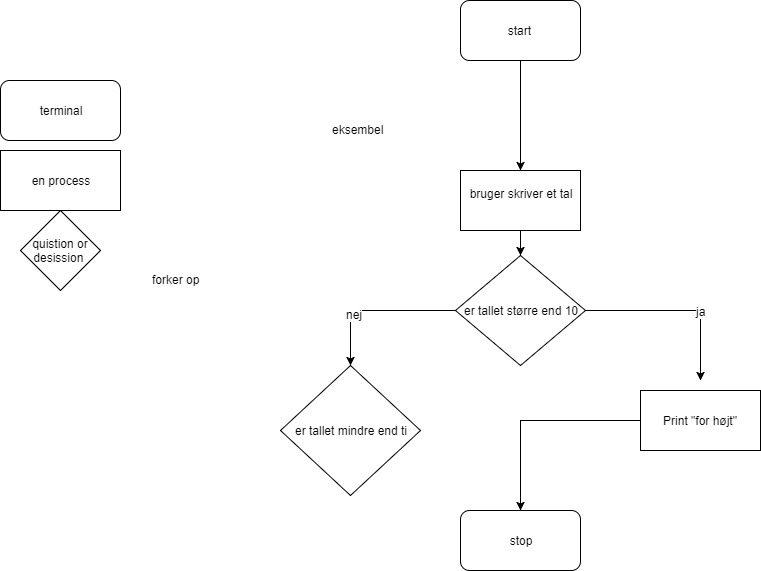 start
terminal
eksembel
en process
bruger skriver et tal
quistion or
desission
forker op
er tallet større end 10
nej
ja
er tallet mindre end ti
Print "for højt"
stop